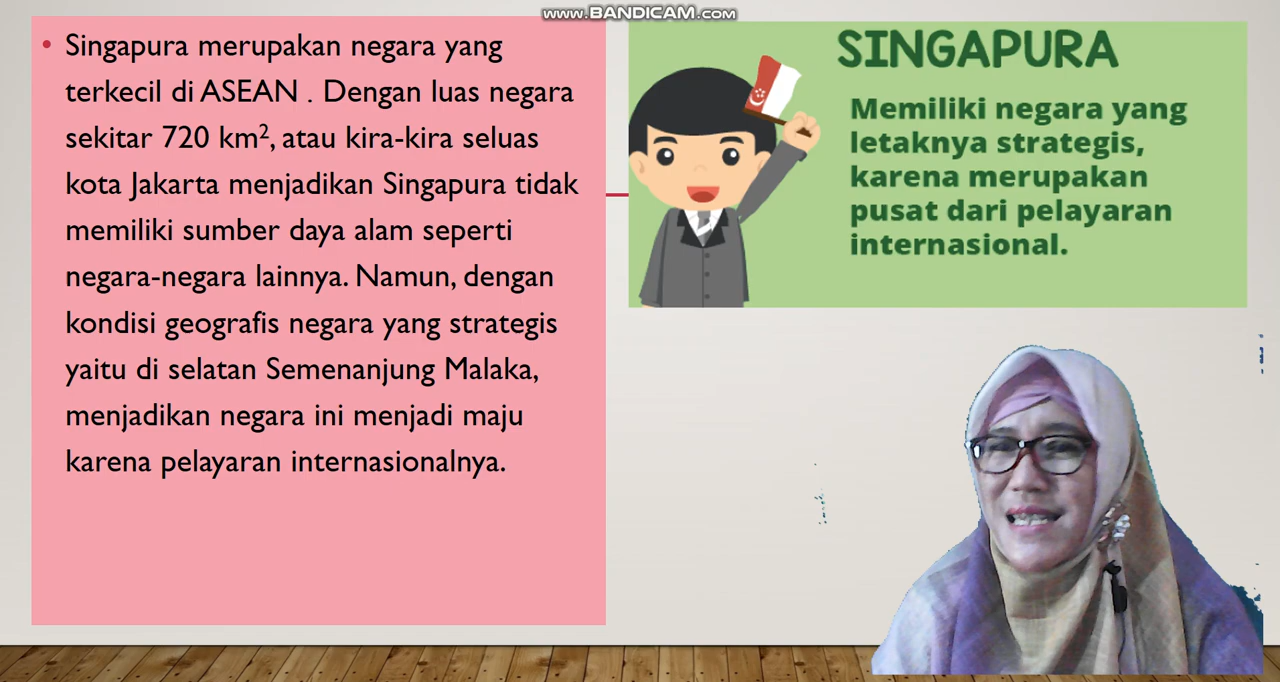 www.BANDICAM.com
• Singapura merupakan negara yang
terkecil di ASEAN . Dengan luas negara
sekitar 720 km², atau kira-kira seluas
kota Jakarta menjadikan Singapura tidak
memiliki sumber daya alam seperti
negara-negara lainnya. Namun, dengan
kondisi geografis negara yang strategis
yaitu di selatan Semenanjung Malaka,
menjadikan negara ini menjadi maju
karena pelayaran internasionalnya.
SINGAPURA
Memiliki negara yang
letaknya strategis,
karena merupakan
pusat dari pelayaran
internasional.